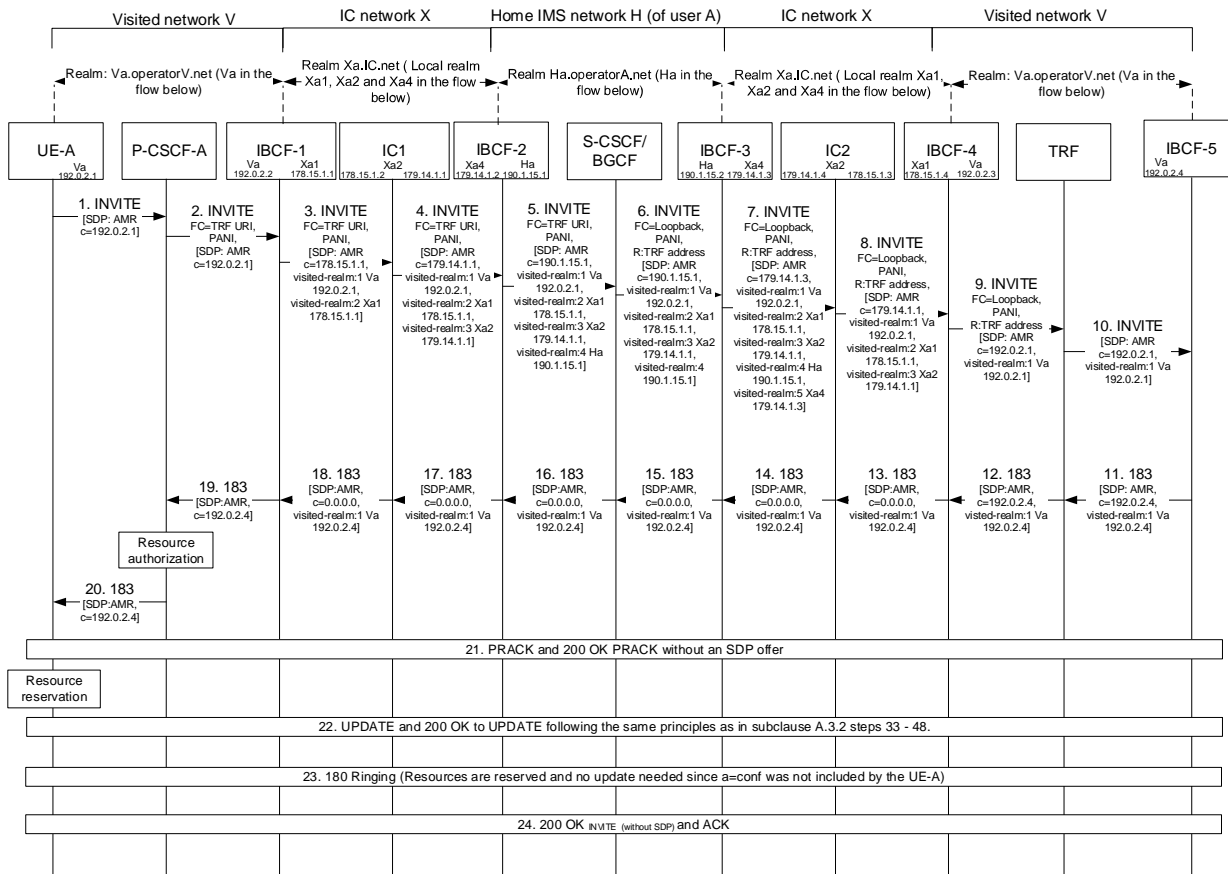 Visited network V
IC network X
Home IMS network H (of user A)
IC network X
Visited network V
Realm: Va.operatorV.net (Va in the
flow below)
Realm Xa.IC.net ( Local realm
Xa1, Xa2 and Xa4 in the flow
below)
Realm Ha.operatorA.net (Ha in the
flow below)
Realm Xa.IC.net ( Local realm Xa1,
Xa2 and Xa4 in the flow below)
Realm: Va.operatorV.net (Va in the
flow below)
UE-A
Va
192.0.2.1
P-CSCF-A
IBCF-1
Va
192.0.2.2
Xa1
178.15.1.1
IC1
Xa2
178.15.1.2
179.14.1.1
IBCF-2
Xa4
179.14.1.2
Ha
190.1.15.1
S-CSCF/
BGCF
IBCF-3
Ha
190.1.15.2
Xa4
179.14.1.3
IC2
Xa2
179.14.1.4
178.15.1.3
IBCF-4
Xa1
178.15.1.4
Va
192.0.2.3
TRF
IBCF-5
Va
192.0.2.4
1. INVITE
[SDP: AMR
c=192.0.2.1]
2. INVITE
FC=TRF URI,
PANI,
[SDP: AMR
c=192.0.2.1]
3. INVITE
FC=TRF URI,
PANI,
[SDP: AMR
c=178.15.1.1,
visited-realm:1 Va
192.0.2.1,
visited-realm:2 Xa1
178.15.1.1]
4. INVITE
FC=TRF URI,
PANI,
[SDP: AMR
c=179.14.1.1,
visited-realm:1 Va
192.0.2.1,
visited-realm:2 Xa1
178.15.1.1,
visited-realm:3 Xa2
179.14.1.1]
5. INVITE
FC=TRF URI,
PANI,
[SDP: AMR
c=190.1.15.1,
visited-realm:1 Va
192.0.2.1,
visited-realm:2 Xa1
178.15.1.1,
visited-realm:3 Xa2
179.14.1.1,
visited-realm:4 Ha
190.1.15.1]
6. INVITE
FC=Loopback,
PANI,
R:TRF address
[SDP: AMR
c=190.1.15.1,
visited-realm:1 Va
192.0.2.1,
visited-realm:2 Xa1
178.15.1.1,
visited-realm:3 Xa2
179.14.1.1,
visited-realm:4
190.1.15.1]
7. INVITE
FC=Loopback,
PANI,
R:TRF address,
[SDP: AMR
c=179.14.1.3,
visited-realm:1 Va
192.0.2.1,
visited-realm:2 Xa1
178.15.1.1,
visited-realm:3 Xa2
179.14.1.1,
visited-realm:4 Ha
190.1.15.1,
visited-realm:5 Xa4
179.14.1.3]
8. INVITE
FC=Loopback,
PANI,
R:TRF address,
[SDP: AMR
c=179.14.1.1,
visited-realm:1 Va
192.0.2.1,
visited-realm:2 Xa1
178.15.1.1,
visited-realm:3 Xa2
179.14.1.1]
9. INVITE
FC=Loopback,
PANI,
R:TRF address
[SDP: AMR
c=192.0.2.1,
visited-realm:1 Va
192.0.2.1]
10. INVITE
[SDP: AMR
c=192.0.2.1,
visited-realm:1 Va
192.0.2.1]
19. 183
[SDP:AMR,
c=192.0.2.4]
18. 183
[SDP:AMR,
c=0.0.0.0,
visited-realm:1 Va
192.0.2.4]
17. 183
[SDP:AMR,
c=0.0.0.0,
visited-realm:1 Va
192.0.2.4]
16. 183
[SDP:AMR,
c=0.0.0.0,
visited-realm:1 Va
192.0.2.4]
15. 183
[SDP:AMR,
c=0.0.0.0,
visited-realm:1 Va
192.0.2.4]
14. 183
[SDP:AMR,
c=0.0.0.0,
visited-realm:1 Va
192.0.2.4]
13. 183
[SDP:AMR,
c=0.0.0.0,
visited-realm:1 Va
192.0.2.4]
12. 183
[SDP:AMR,
c=192.0.2.4,
visited-realm:1 Va
192.0.2.4]
11. 183
[SDP:AMR,
c=192.0.2.4,
visited-realm:1 Va
192.0.2.4]
Resource
authorization
20. 183
[SDP:AMR,
c=192.0.2.4]
21. PRACK and 200 OK PRACK without an SDP offer
Resource
reservation
22. UPDATE and 200 OK to UPDATE following the same principles as in subclause A.3.2 steps 33 - 48.
23. 180 Ringing (Resources are reserved and no update needed since a=conf was not included by the UE-A)
24. 200 OK INVITE (without SDP) and ACK